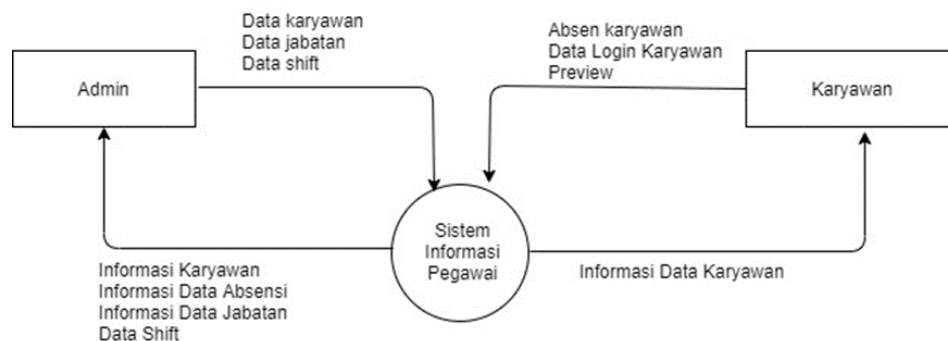 Data karyawan
Data jabatan
Data shift
Absen karyawan
Data Login Karyawan
Preview
Admin
Karyawan
Sistem
Informasi
Pegawai
Informasi Karyawan
Informasi Data Absensi
Informasi Data Jabatan
Data Shift
Informasi Data Karyawan